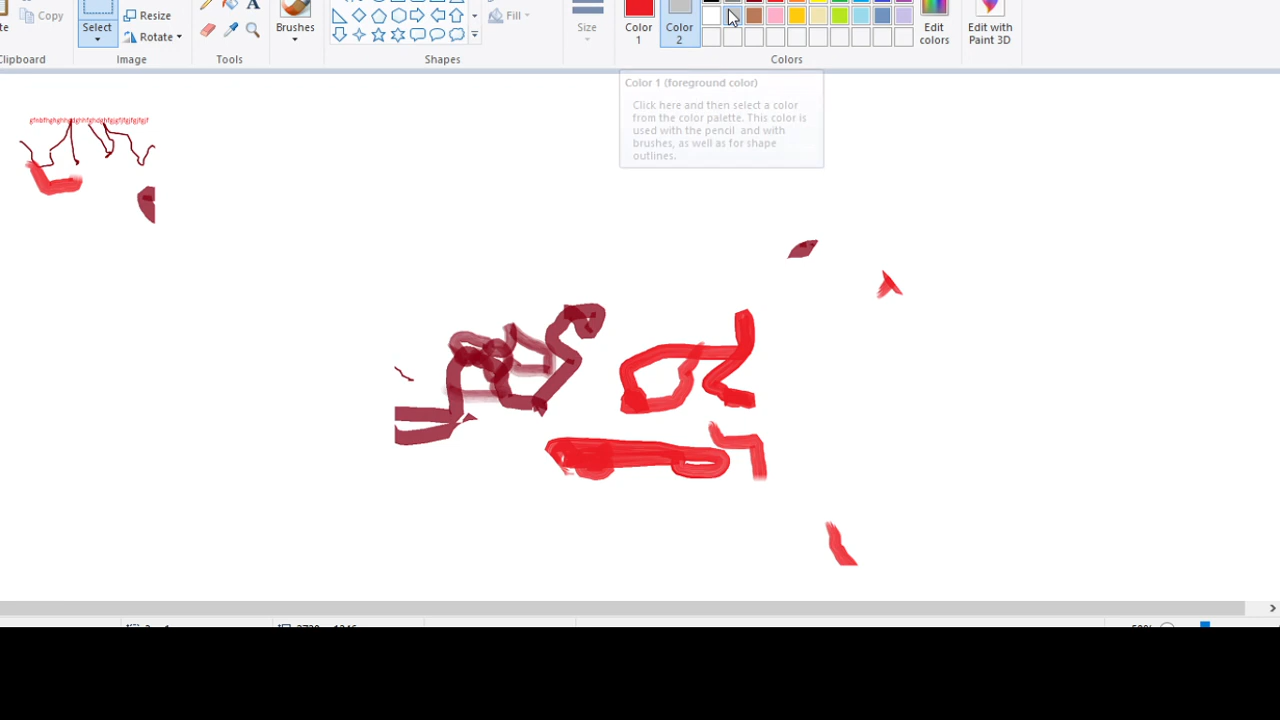 Copy
Resize
Rotate
Select
Brushes
Fill
Size
Color 1
Color 2
Edit colors
Edit with Paint 3D
Clipboard
Image
Tools
Shapes
Colors
Color 1 (foreground color)
Click here and then select a color
from the color palette. This color is
used with the pencil and with
brushes, as well as for shape
outlines.